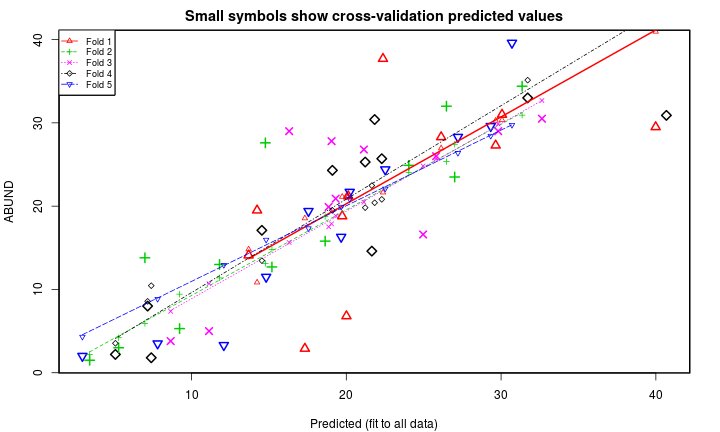 Small symbols show cross-validation predicted values
Fold 1
Fold 2
Fold 3
Fold 4
Fold 5
ABUND
40
30
20
10
0
10 20 30 40
Predicted (fit to all data)